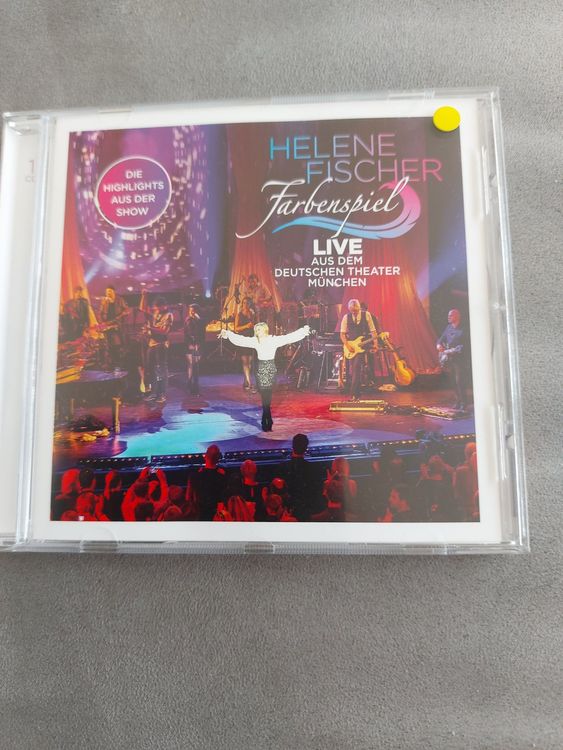 HELENE
FISCHER
Farbenspiel
LIVE
AUS DEM
DEUTSCHEN THEATER
MÜNCHEN
DIE
HIGHLIGHTS
AUS DER
SHOW